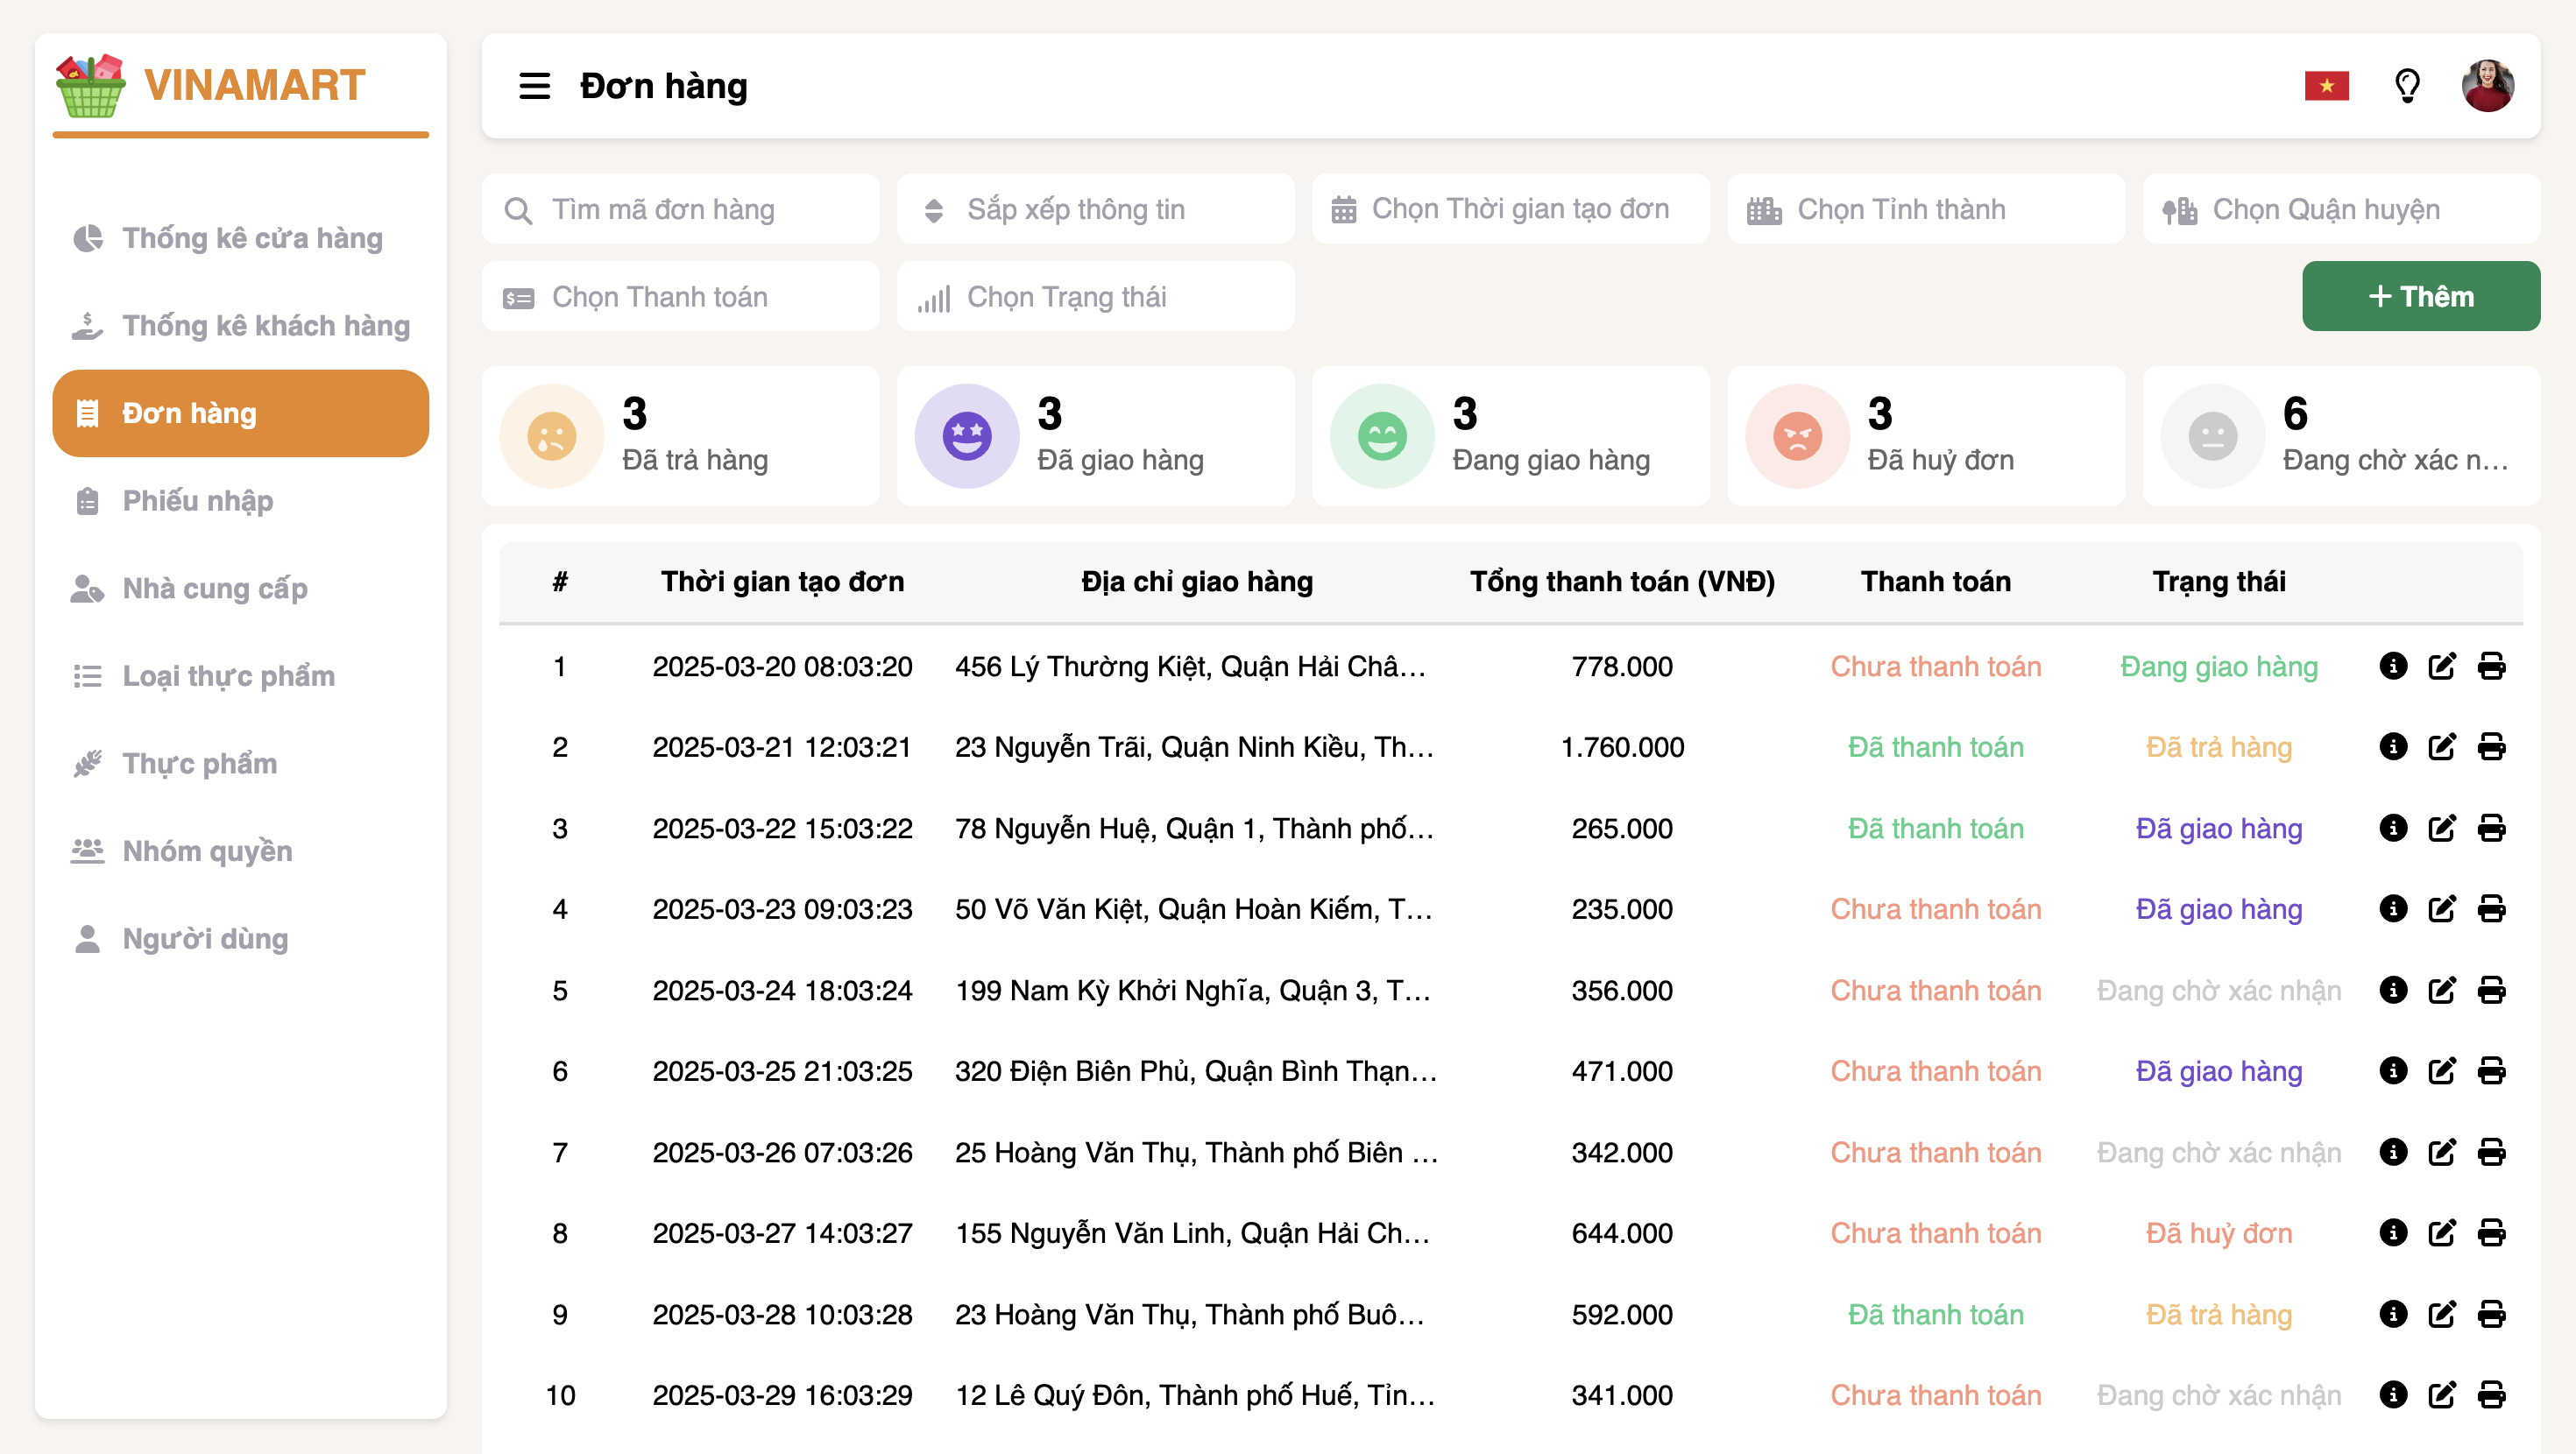 VINAMART
Thống kê cửa hàng
Thống kê khách hàng
Đơn hàng
Phiếu nhập
Nhà cung cấp
Loại thực phẩm
Thực phẩm
Nhóm quyền
Người dùng
Đơn hàng
Tìm mã đơn hàng
Sắp xếp thông tin
Chọn Thời gian tạo đơn
Chọn Tỉnh thành
Chọn Quận huyện
Chọn Thanh toán
Chọn Trạng thái
+ Thêm
3
Đã trả hàng
3
Đã giao hàng
3
Đang giao hàng
3
Đã huỷ đơn
6
Đang chờ xác n...
# Thời gian tạo đơn Địa chỉ giao hàng Tổng thanh toán (VNĐ) Thanh toán Trạng thái
1 2025-03-20 08:03:20 456 Lý Thường Kiệt, Quận Hải Châ... 778.000 Chưa thanh toán Đang giao hàng
2 2025-03-21 12:03:21 23 Nguyễn Trãi, Quận Ninh Kiều, Th... 1.760.000 Đã thanh toán Đã trả hàng
3 2025-03-22 15:03:22 78 Nguyễn Huệ, Quận 1, Thành phố... 265.000 Đã thanh toán Đã giao hàng
4 2025-03-23 09:03:23 50 Võ Văn Kiệt, Quận Hoàn Kiếm, T... 235.000 Chưa thanh toán Đã giao hàng
5 2025-03-24 18:03:24 199 Nam Kỳ Khởi Nghĩa, Quận 3, T... 356.000 Chưa thanh toán Đang chờ xác nhận
6 2025-03-25 21:03:25 320 Điện Biên Phủ, Quận Bình Thạn... 471.000 Chưa thanh toán Đã giao hàng
7 2025-03-26 07:03:26 25 Hoàng Văn Thụ, Thành phố Biên ... 342.000 Chưa thanh toán Đang chờ xác nhận
8 2025-03-27 14:03:27 155 Nguyễn Văn Linh, Quận Hải Ch... 644.000 Chưa thanh toán Đã huỷ đơn
9 2025-03-28 10:03:28 23 Hoàng Văn Thụ, Thành phố Buô... 592.000 Đã thanh toán Đã trả hàng
10 2025-03-29 16:03:29 12 Lê Quý Đôn, Thành phố Huế, Tỉn... 341.000 Chưa thanh toán Đang chờ xác nhận